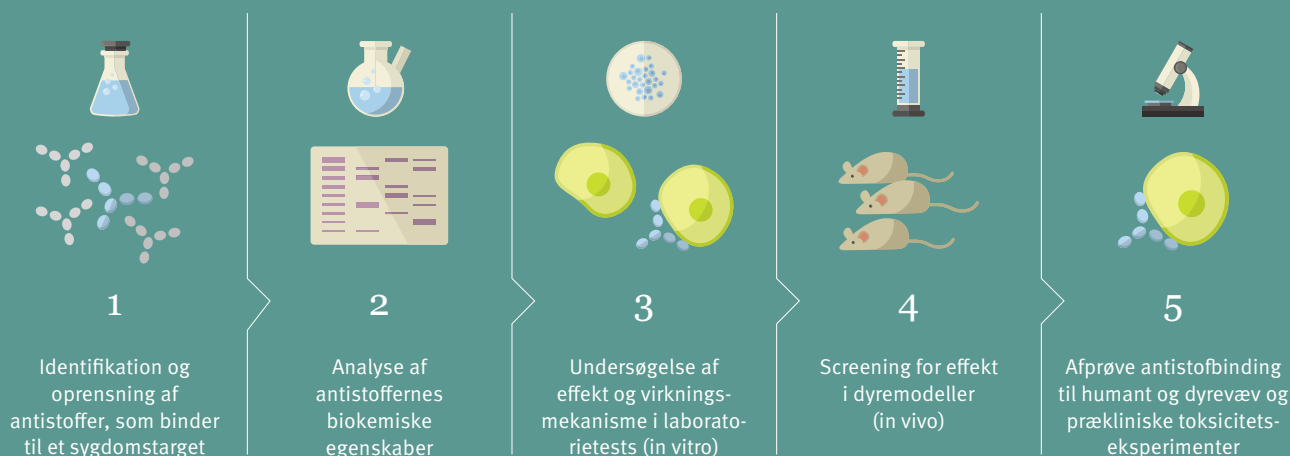 1
Identifikation og
oprensning af
antistoffer, som binder
til et sygdomstarget
2
Analyse af
antistoffernes
biokemiske
egenskaber
3
Undersøgelse af
effekt og virknings-
mekanisme i laborato-
rietests (in vitro)
4
Screening for effekt
i dyremodeller
(in vivo)
5
Afprøve antistofbinding
til humant og dyrevæv og
prækliniske toksicitets-
eksperimenter